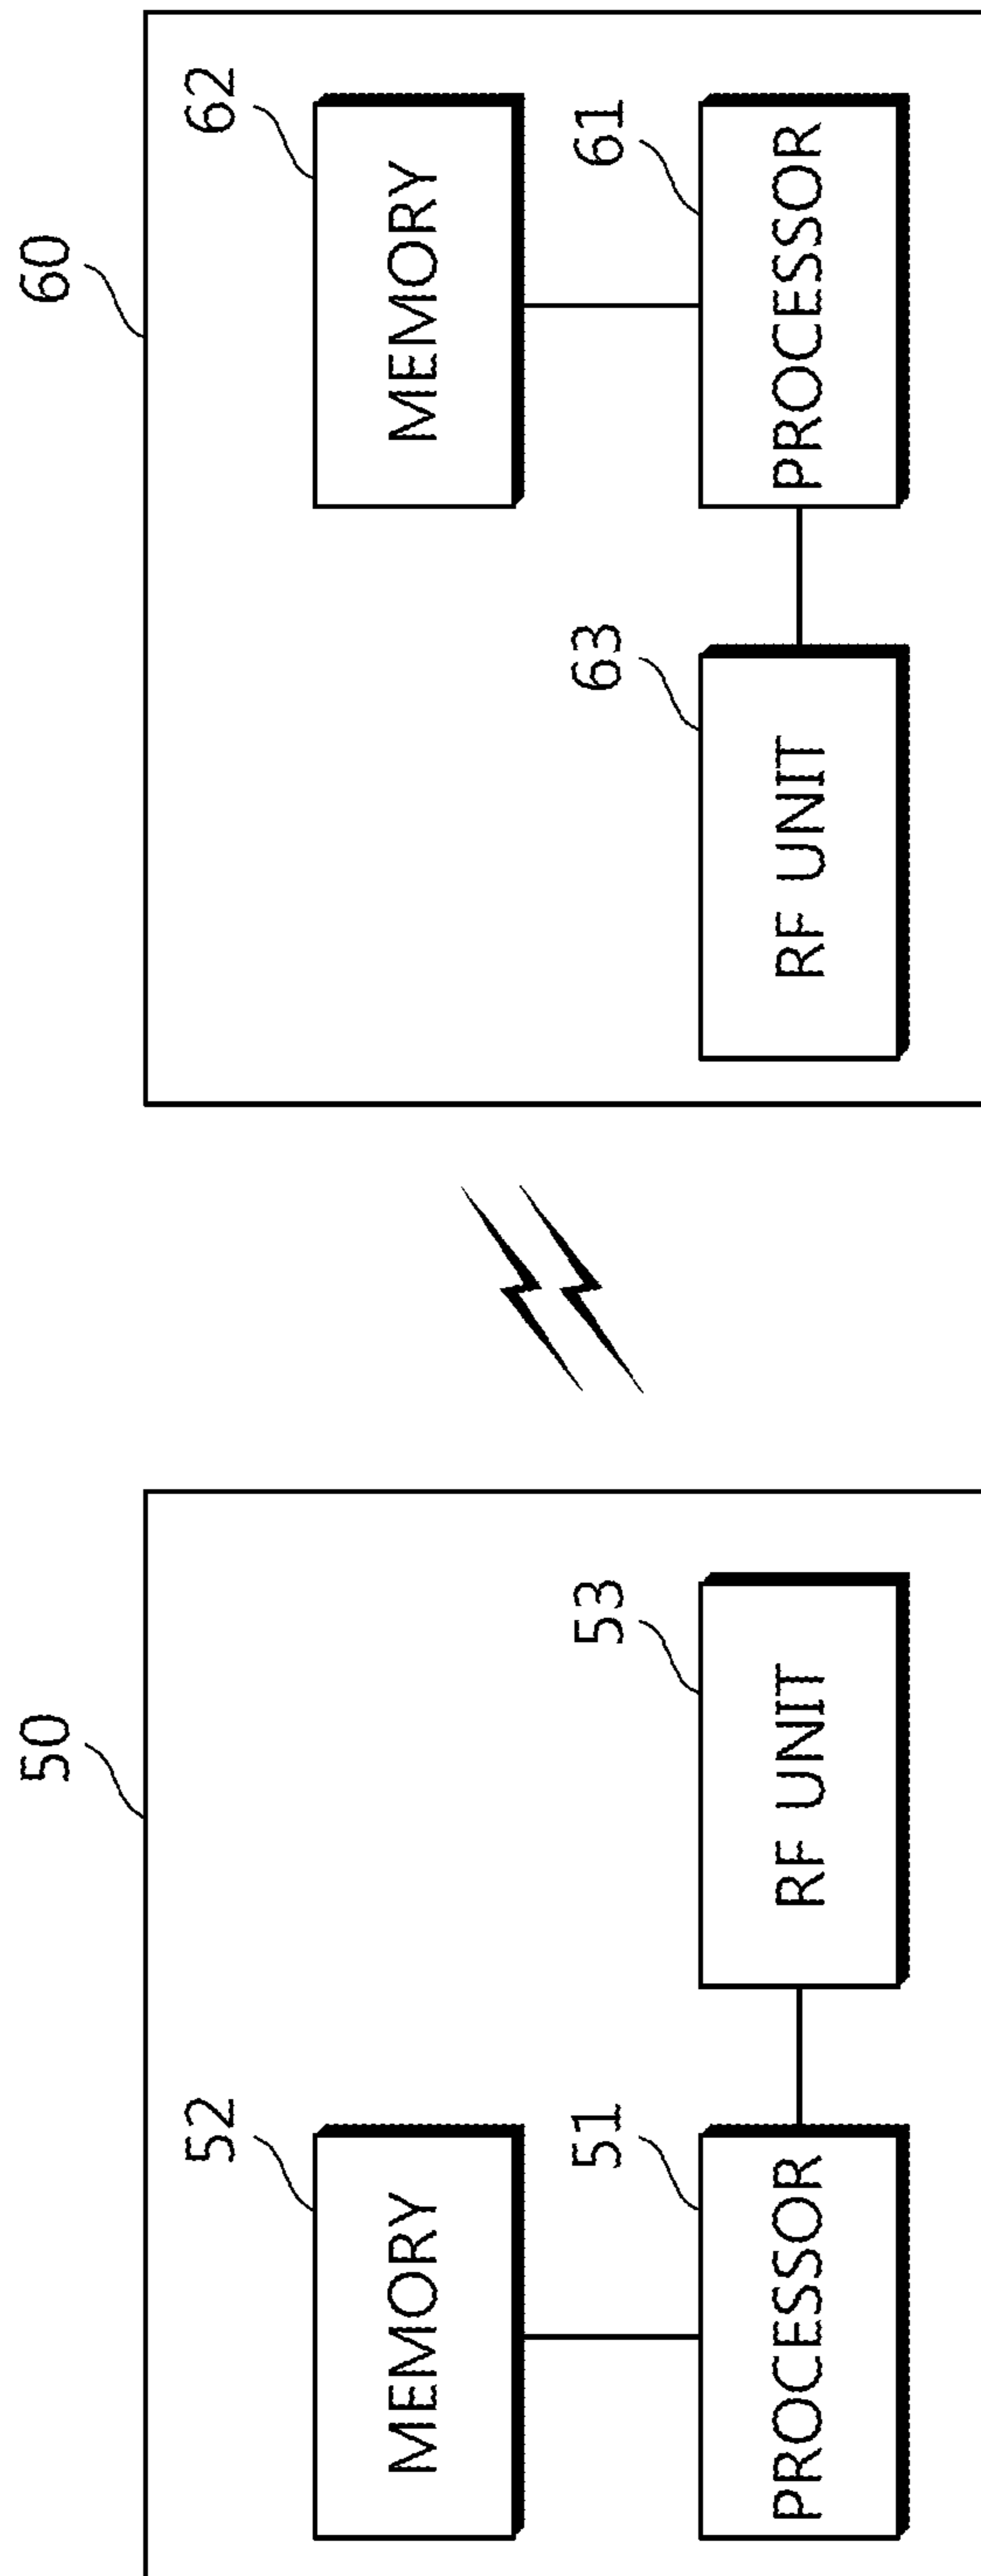 50
60
52
62
MEMORY
MEMORY
51
53
63
61
PROCESSOR
RF UNIT
RF UNIT
PROCESSOR